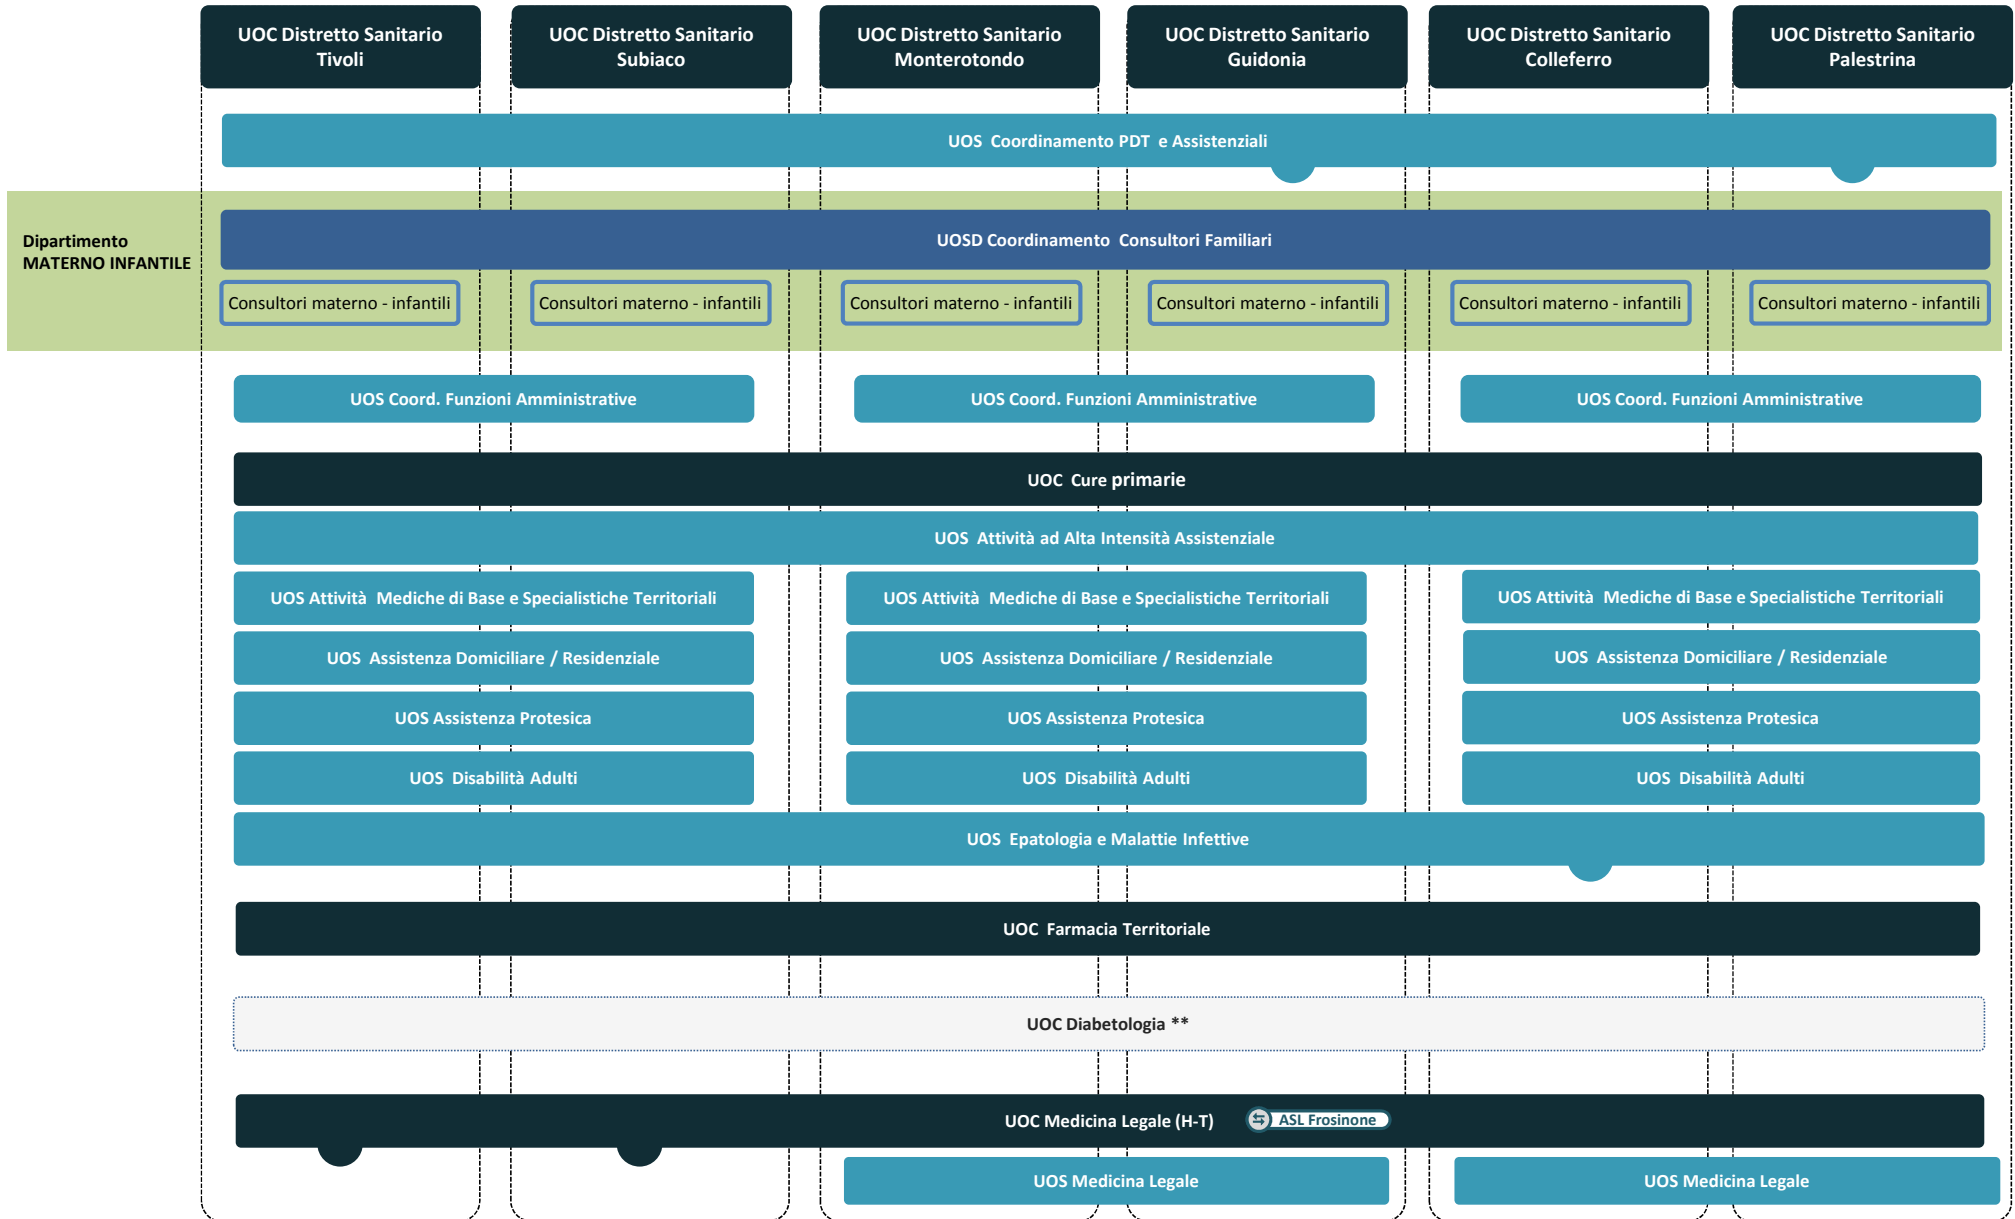 UOC Distretto Sanitario
Tivoli
UOC Distretto Sanitario
Subiaco
UOC Distretto Sanitario
Monterotondo
UOC Distretto Sanitario
Guidonia
UOC Distretto Sanitario
Colleferro
UOC Distretto Sanitario
Palestrina
UOS Coordinamento PDT e Assistenziali
Dipartimento
MATERNO INFANTILE
UOSD Coordinamento Consultori Familiari
Consultori materno - infantili
Consultori materno - infantili
Consultori materno - infantili
Consultori materno - infantili
Consultori materno - infantili
Consultori materno - infantili
UOS Coord. Funzioni Amministrative
UOS Coord. Funzioni Amministrative
UOS Coord. Funzioni Amministrative
UOC Cure primarie
UOS Attività ad Alta Intensità Assistenziale
UOS Attività Mediche di Base e Specialistiche Territoriali
UOS Attività Mediche di Base e Specialistiche Territoriali
UOS Attività Mediche di Base e Specialistiche Territoriali
UOS Assistenza Domiciliare / Residenziale
UOS Assistenza Domiciliare / Residenziale
UOS Assistenza Domiciliare / Residenziale
UOS Assistenza Protesica
UOS Assistenza Protesica
UOS Assistenza Protesica
UOS Disabilità Adulti
UOS Disabilità Adulti
UOS Disabilità Adulti
UOS Epatologia e Malattie Infettive
UOC Farmacia Territoriale
UOC Diabetologia **
UOC Medicina Legale (H-T)
ASL Frosinone
UOS Medicina Legale
UOS Medicina Legale